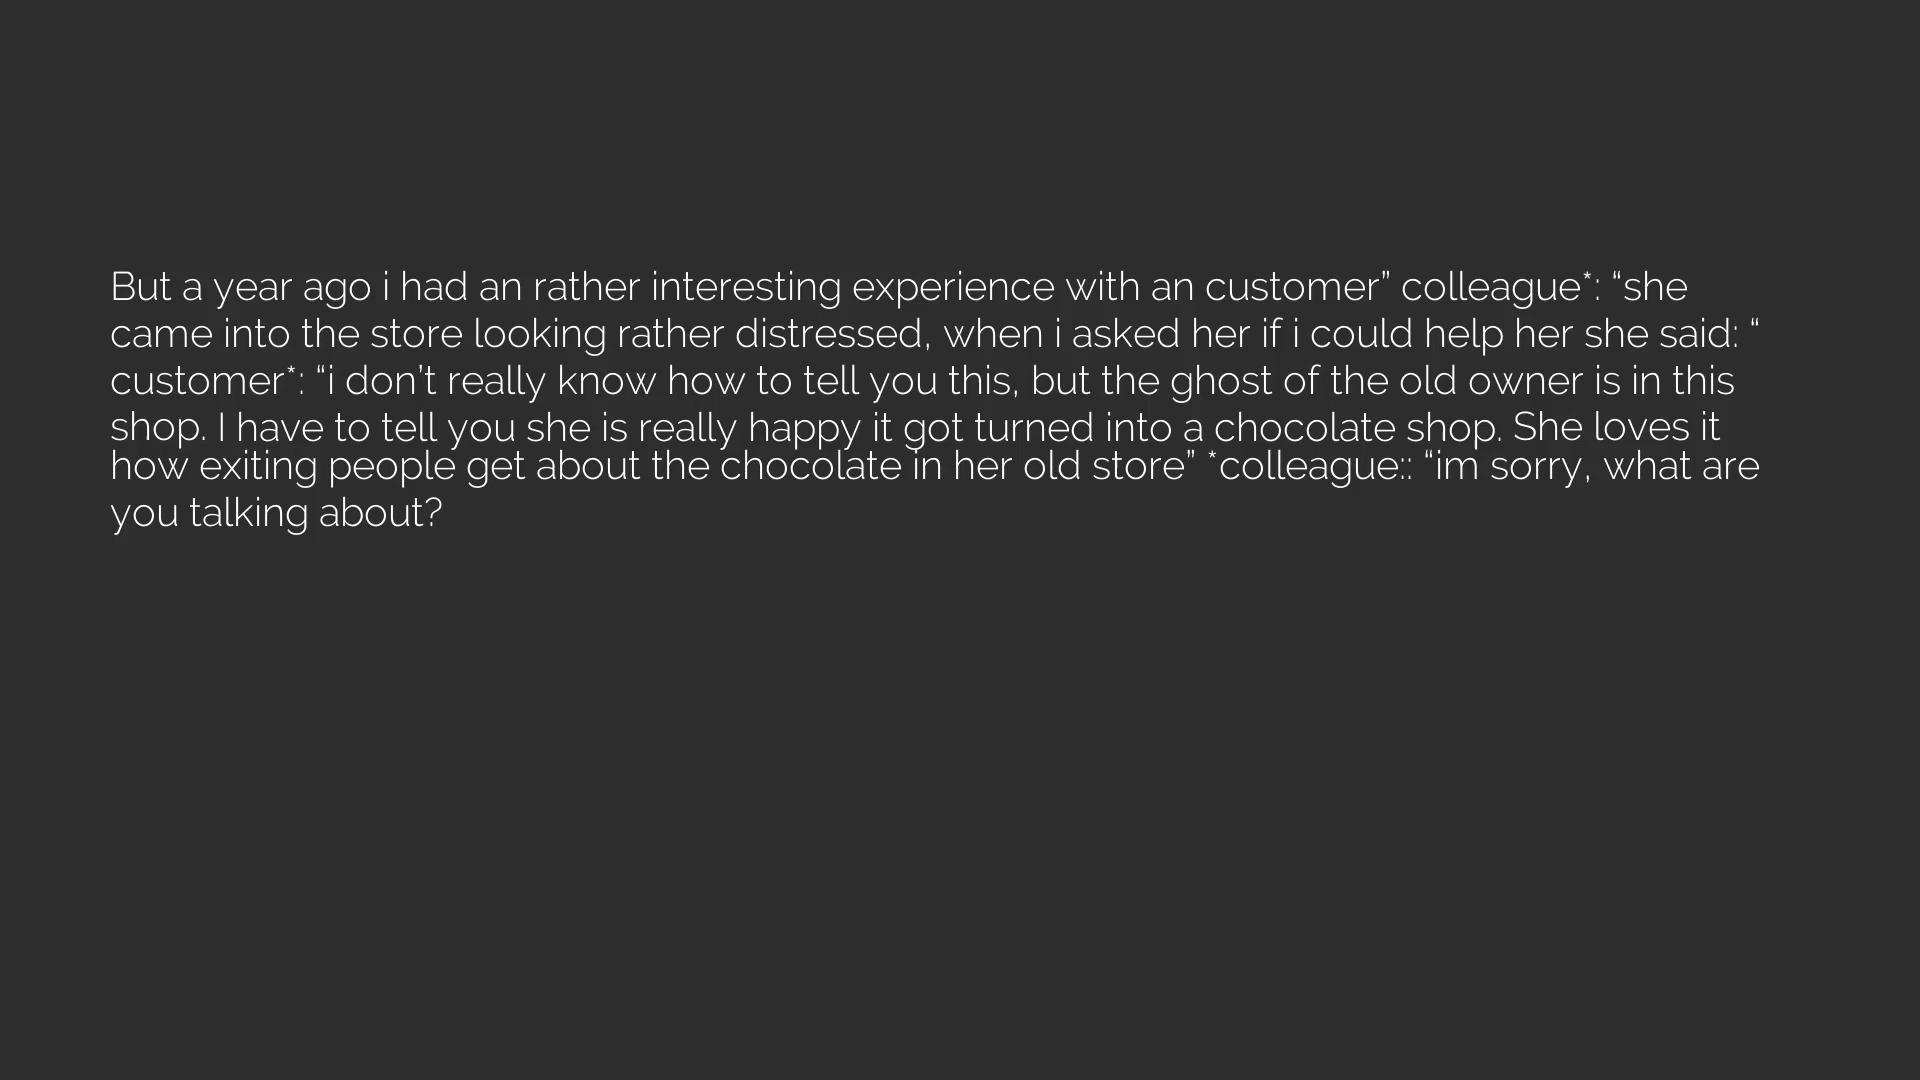 But a year ago i had an rather interesting experience with an customer” colleague*: “she
came into the store looking rather distressed, when i asked her if i could help her she said: “
customer*: “i don’t really know how to tell you this, but the ghost of the old owner is in this
shop. I have to tell you she is really happy it got turned into a chocolate shop. She loves it
how exiting people get about the chocolate in her old store” *colleague:: “im sorry, what are
you talking about?